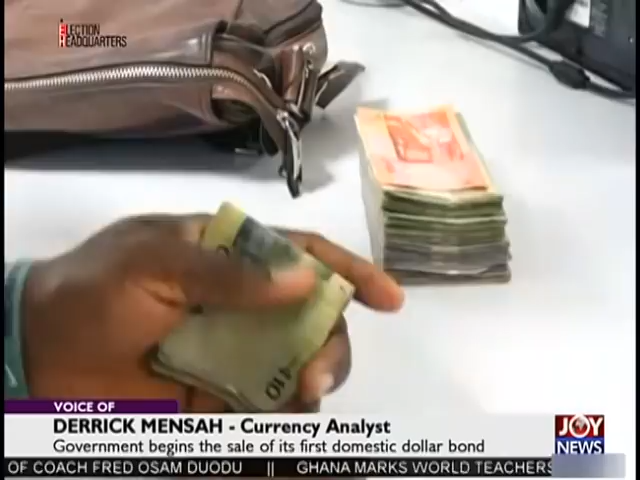 ELECTION
HEADQUARTERS
10
VOICE OF
DERRICK MENSAH - Currency Analyst
Government begins the sale of its first domestic dollar bond
JOY
NEWS
OF COACH FRED OSAM DUODU || GHANA MARKS WORLD TEACHERS